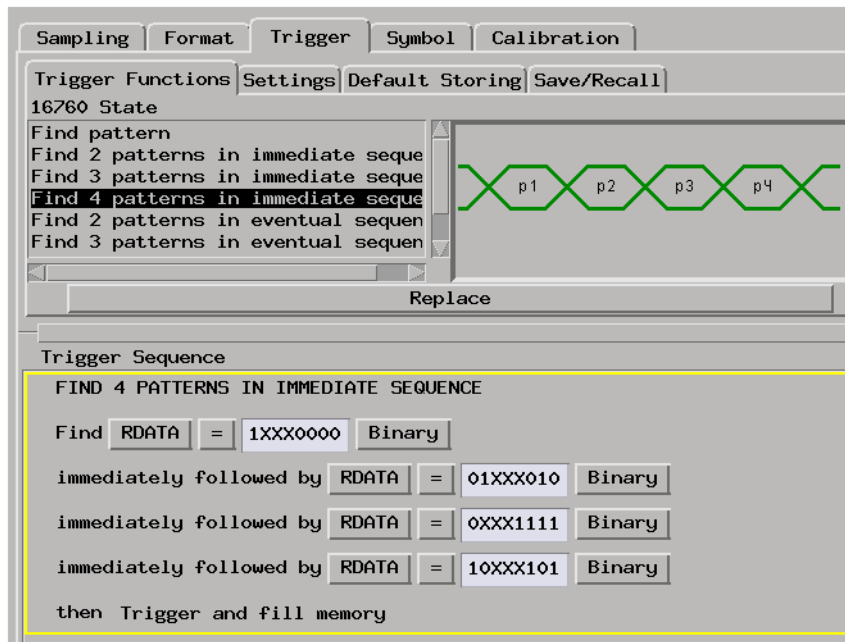 Sampling Format Trigger Symbol Calibration
Trigger Functions Settings Default Storing Save/Recall
16760 State
Find pattern
Find 2 patterns in immediate seque
Find 3 patterns in immediate seque
Find 4 patterns in immediate seque
Find 2 patterns in eventual sequen
Find 3 patterns in eventual sequen
p1 p2 p3 p4
Replace
Trigger Sequence
FIND 4 PATTERNS IN IMMEDIATE SEQUENCE
Find RDATA = 1XXX0000 Binary
immediately followed by RDATA = 01XXX010 Binary
immediately followed by RDATA = 0XXX1111 Binary
immediately followed by RDATA = 10XXX101 Binary
then Trigger and fill memory